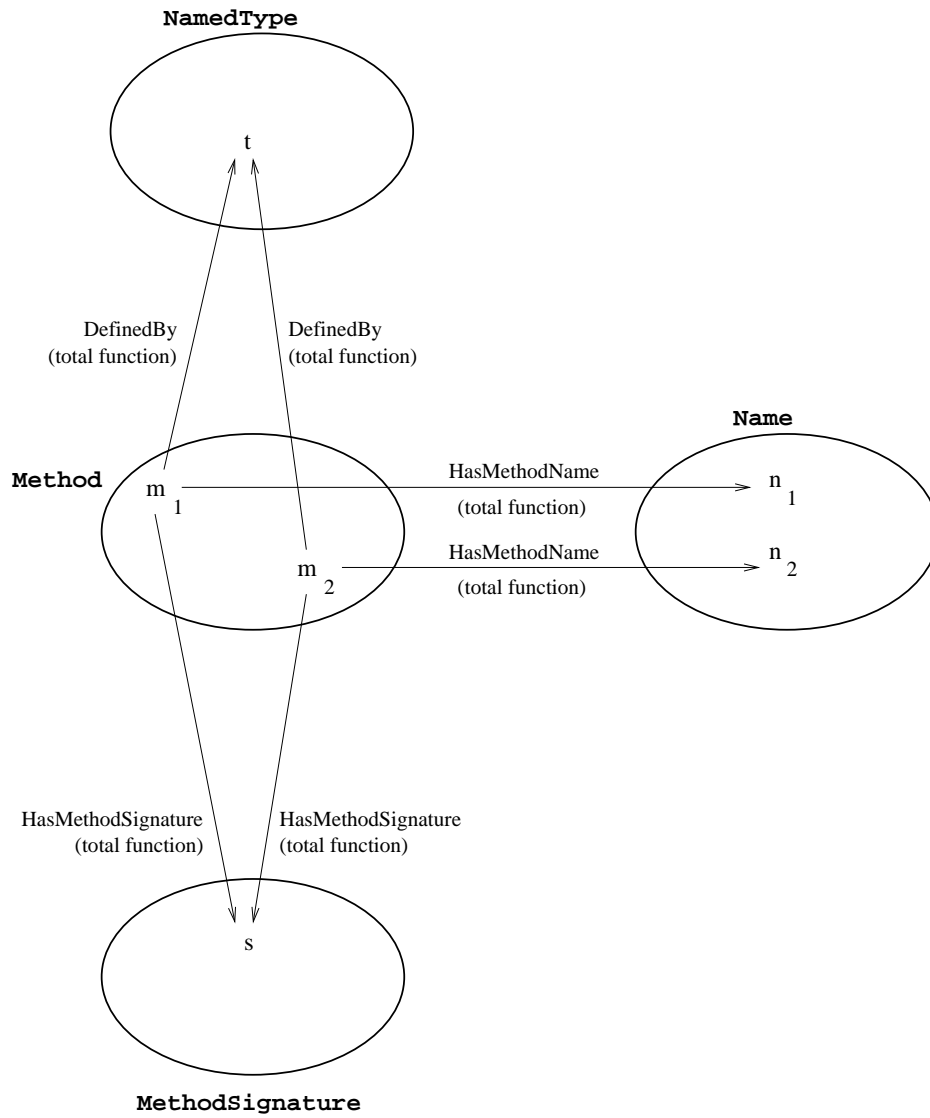 NamedType
t
DefinedBy
(total function)
DefinedBy
(total function)
Name
Method
m 1
HasMethodName
(total function)
n 1
m 2
HasMethodName
(total function)
n 2
HasMethodSignature
(total function)
HasMethodSignature
(total function)
s
MethodSignature